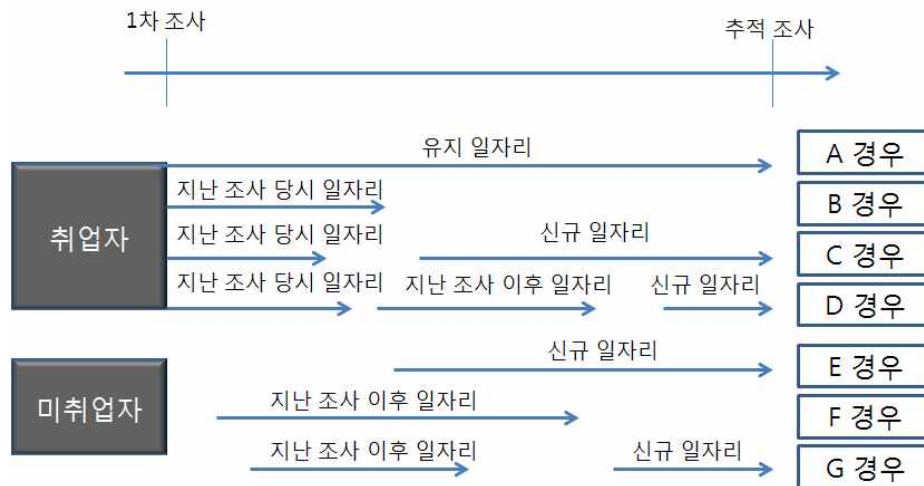 1차 조사
추적 조사
유지 일자리
A 경우
지난 조사 당시 일자리
B 경우
취업자
지난 조사 당시 일자리
신규 일자리
C 경우
지난 조사 당시 일자리
지난 조사 이후 일자리
신규 일자리
D 경우
신규 일자리
E 경우
미취업자
지난 조사 이후 일자리
F 경우
지난 조사 이후 일자리
신규 일자리
G 경우